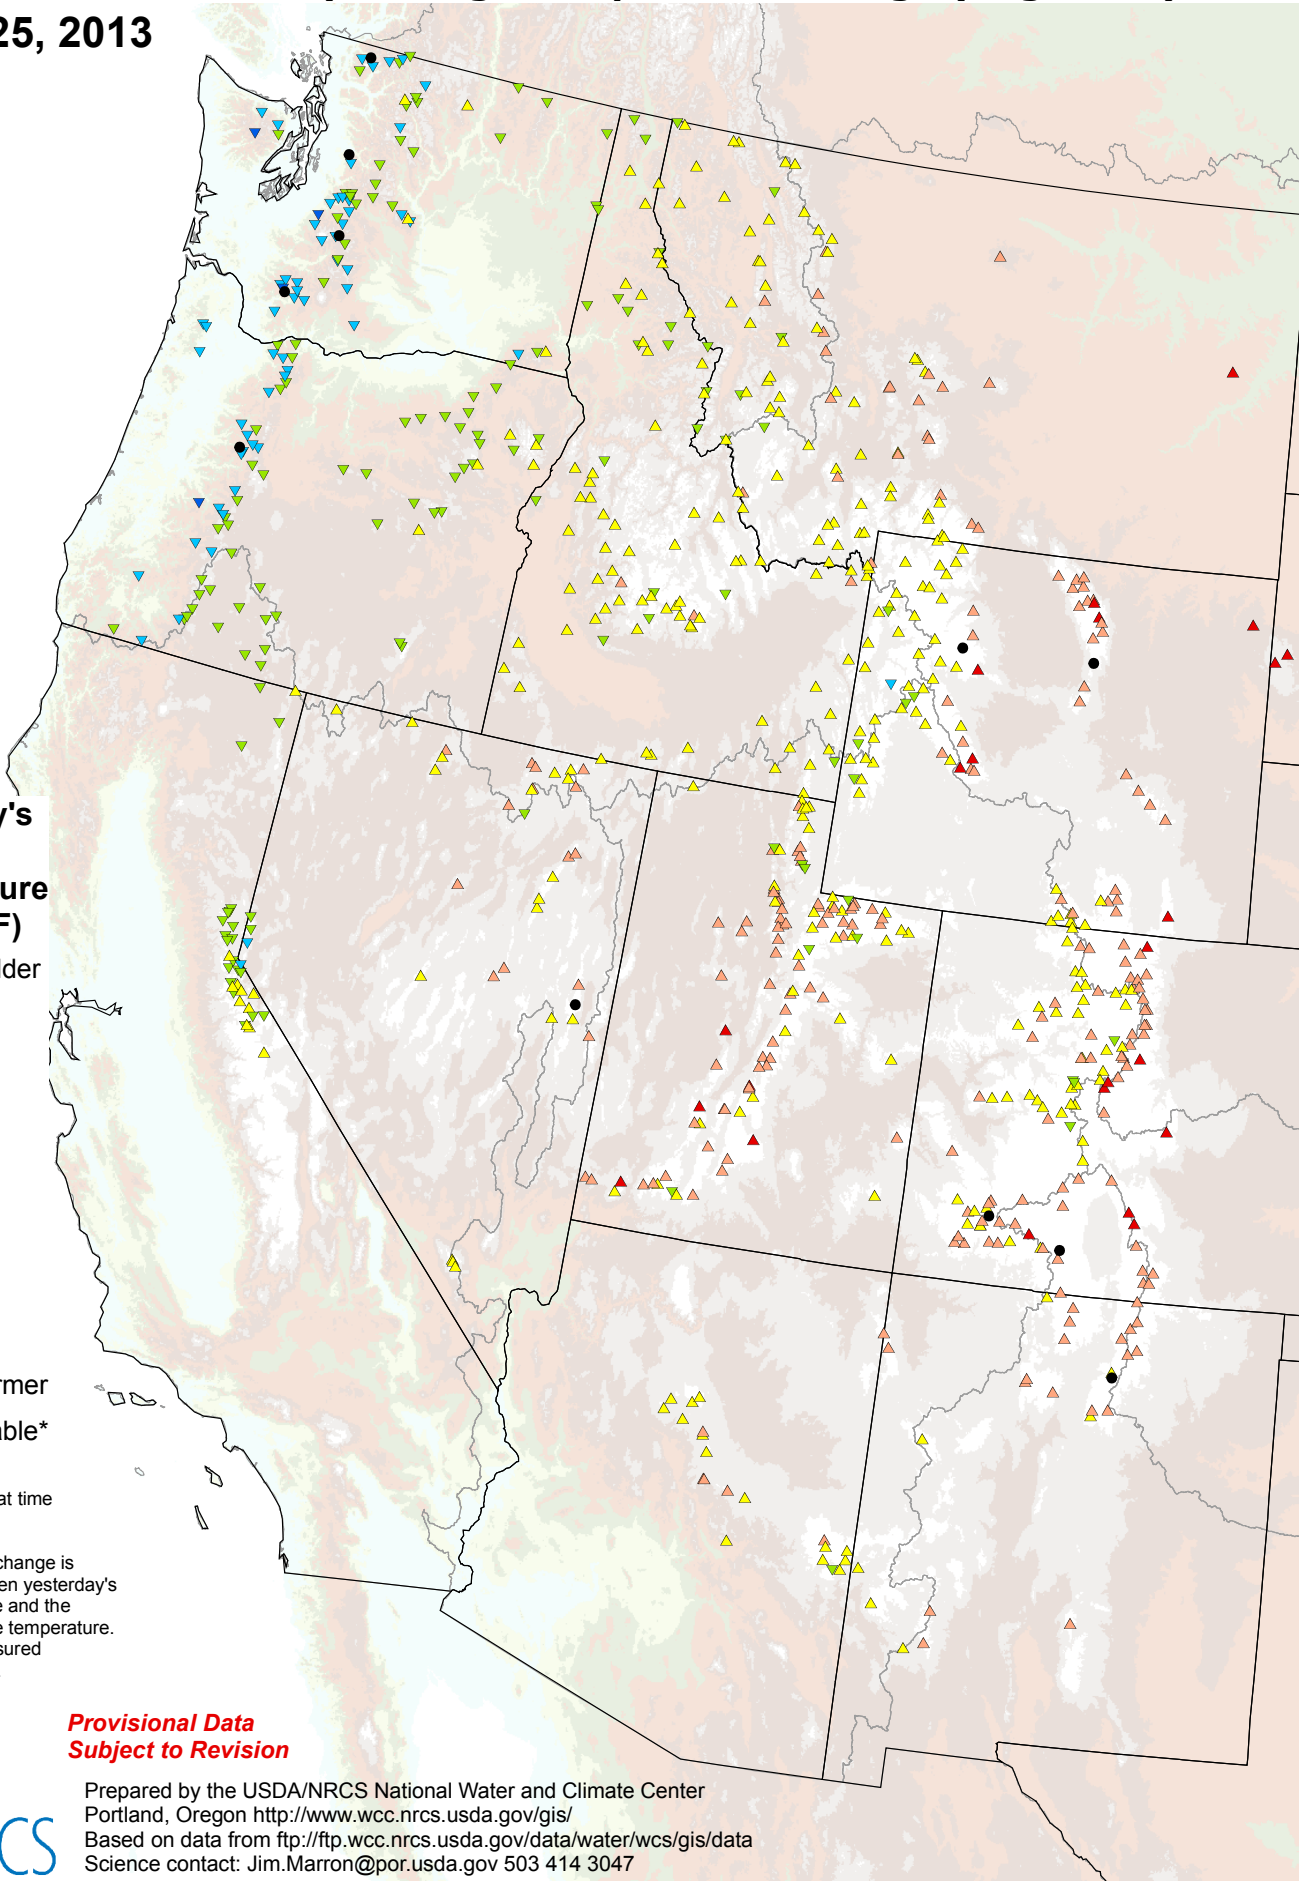 25, 2013
y's
ure
F)
lder
rmer
able*
at time
change is
en yesterday's
e and the
e temperature.
sured
Provisional Data
Subject to Revision
Prepared by the USDA/NRCS National Water and Climate Center
Portland, Oregon http://www.wcc.nrcs.usda.gov/gis/
Based on data from ftp://ftp.wcc.nrcs.usda.gov/data/water/wcs/gis/data
Science contact: Jim.Marron@por.usda.gov 503 414 3047
CS